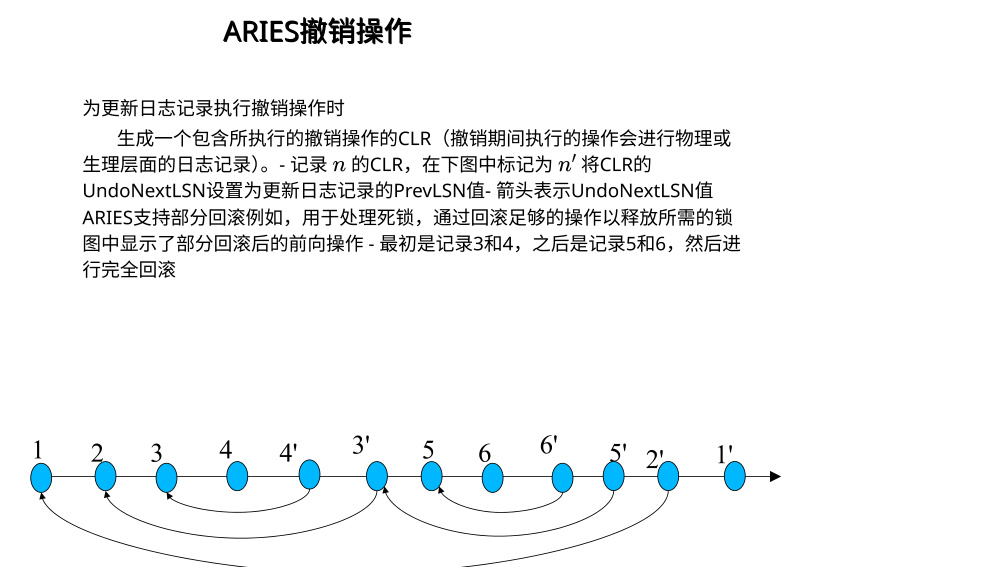 ARIES撤销操作
为更新日志记录执行撤销操作时
生成一个包含所执行的撤销操作的CLR（撤销期间执行的操作会进行物理或
生理层面的日志记录）。- 记录 n 的CLR，在下图中标记为 n′ 将CLR的
UndoNextLSN设置为更新日志记录的PrevLSN值- 箭头表示UndoNextLSN值
ARIES支持部分回滚例如，用于处理死锁，通过回滚足够的操作以释放所需的锁
图中显示了部分回滚后的前向操作 - 最初是记录3和4，之后是记录5和6，然后进
行完全回滚
1 2 3 4 4' 3' 5 6 6' 5' 2' 1'